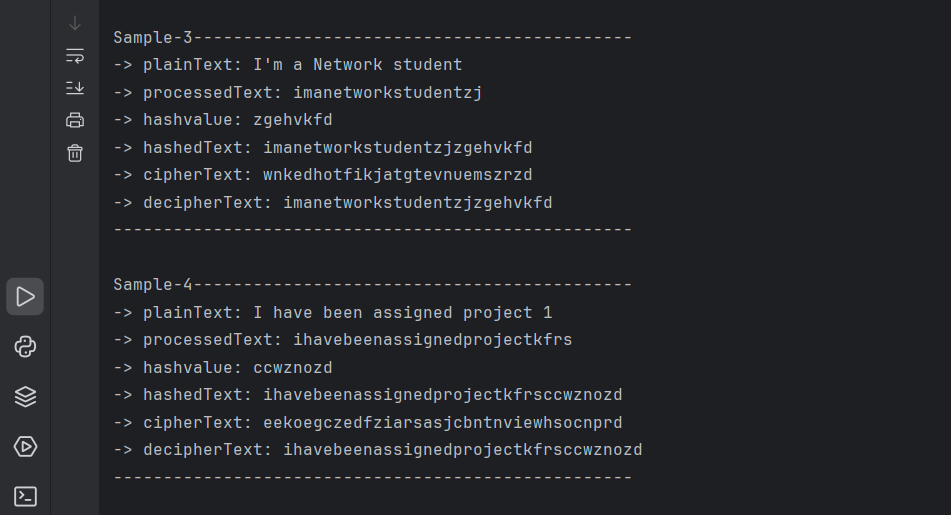 Sample-3--------------------------------------------
-> plainText: I'm a Network student
-> processedText: imanetworkstudentzj
-> hashvalue: zgehvkfd
-> hashedText: imanetworkstudentzjzgehvkfd
-> cipherText: wnkedhotfikjatgtevnuemszrzd
-> decipherText: imanetworkstudentzjzgehvkfd
----------------------------------------------------
Sample-4--------------------------------------------
-> plainText: I have been assigned project 1
-> processedText: ihavebeenassignedprojectkfrs
-> hashvalue: ccwznozd
-> hashedText: ihavebeenassignedprojectkfrsccwznozd
-> cipherText: eekoegczedfziarsasjcbntnviewhsocnprd
-> decipherText: ihavebeenassignedprojectkfrsccwznozd
----------------------------------------------------